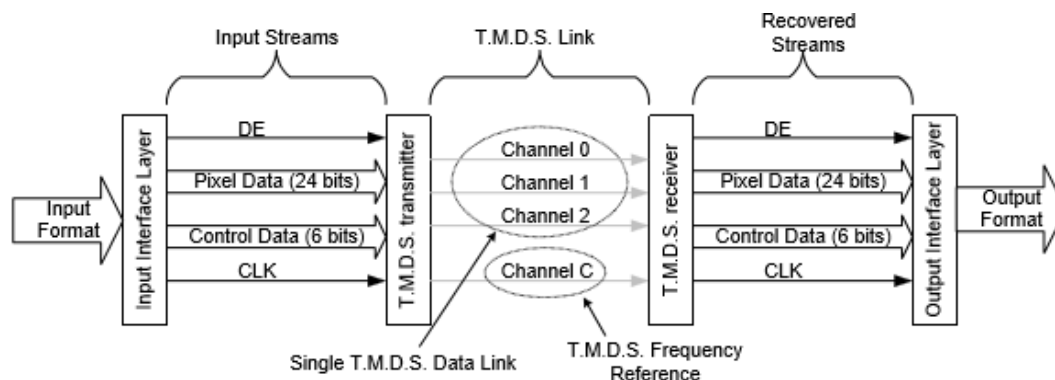 Input Streams
T.M.D.S. Link
Recovered
Streams
Input
Format
Input Interface Layer
DE
Pixel Data (24 bits)
Control Data (6 bits)
CLK
T.M.D.S. transmitter
Channel 0
Channel 1
Channel 2
Channel C
T.M.D.S. receiver
DE
Pixel Data (24 bits)
Control Data (6 bits)
CLK
Output Interface Layer
Output
Format
Single T.M.D.S. Data Link
T.M.D.S. Frequency
Reference